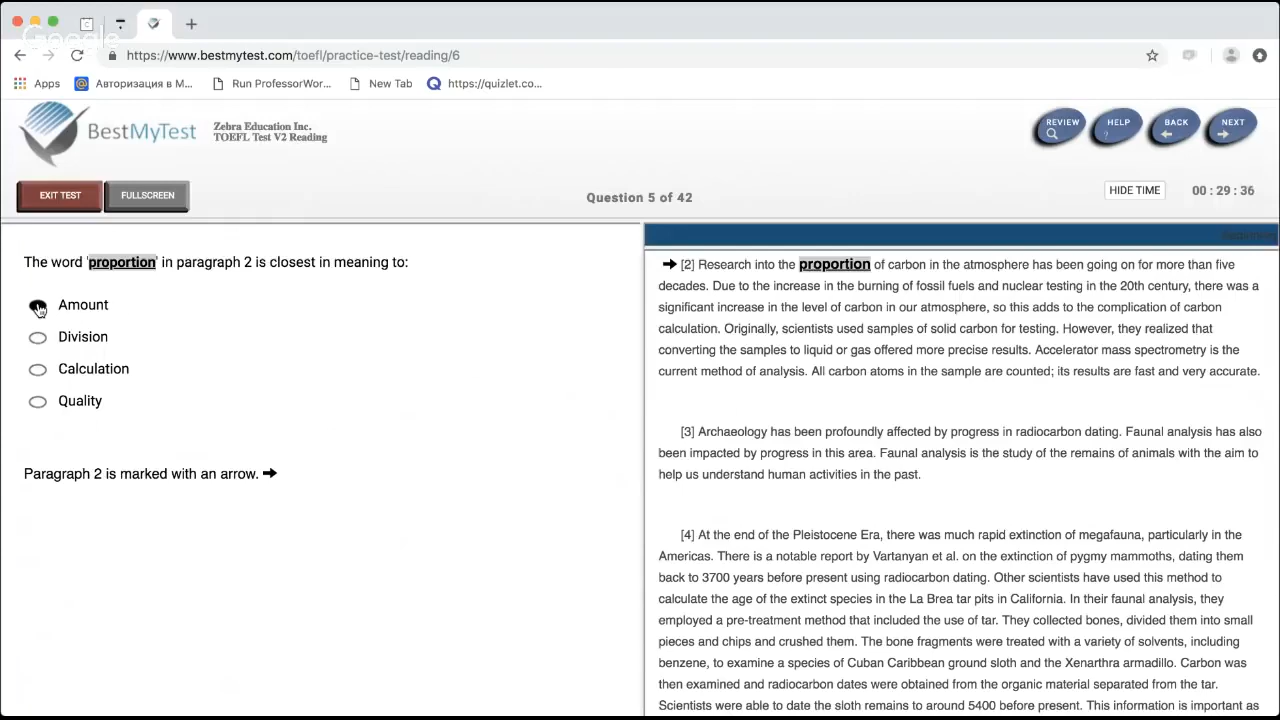 Google
https://www.bestmytest.com/toefl/practice-test/reading/6
Apps Авторизация в М... Run ProfessorWor... New Tab https://quizlet.co...
BestMyTest
Zebra Education Inc.
TOEFL Test V2 Reading
REVIEW HELP BACK NEXT
EXIT TEST FULLSCREEN Question 5 of 42 HIDE TIME 00 : 29 : 36
The word 'proportion' in paragraph 2 is closest in meaning to:
Amount
Division
Calculation
Quality
Paragraph 2 is marked with an arrow. ➔
➔ [2] Research into the proportion of carbon in the atmosphere has been going on for more than five
decades. Due to the increase in the burning of fossil fuels and nuclear testing in the 20th century, there was a
significant increase in the level of carbon in our atmosphere, so this adds to the complication of carbon
calculation. Originally, scientists used samples of solid carbon for testing. However, they realized that
converting the samples to liquid or gas offered more precise results. Accelerator mass spectrometry is the
current method of analysis. All carbon atoms in the sample are counted; its results are fast and very accurate.
[3] Archaeology has been profoundly affected by progress in radiocarbon dating. Faunal analysis has also
been impacted by progress in this area. Faunal analysis is the study of the remains of animals with the aim to
help us understand human activities in the past.
[4] At the end of the Pleistocene Era, there was much rapid extinction of megafauna, particularly in the
Americas. There is a notable report by Vartanyan et al. on the extinction of pygmy mammoths, dating them
back to 3700 years before present using radiocarbon dating. Other scientists have used this method to
calculate the age of the extinct species in the La Brea tar pits in California. In their faunal analysis, they
employed a pre-treatment method that included the use of tar. They collected bones, divided them into small
pieces and chips and crushed them. The bone fragments were treated with a variety of solvents, including
benzene, to examine a species of Cuban Caribbean ground sloth and the Xenarthra armadillo. Carbon was
then examined and radiocarbon dates were obtained from the organic material separated from the tar.
Scientists were able to date the sloth remains to around 5400 before present. This information is important as